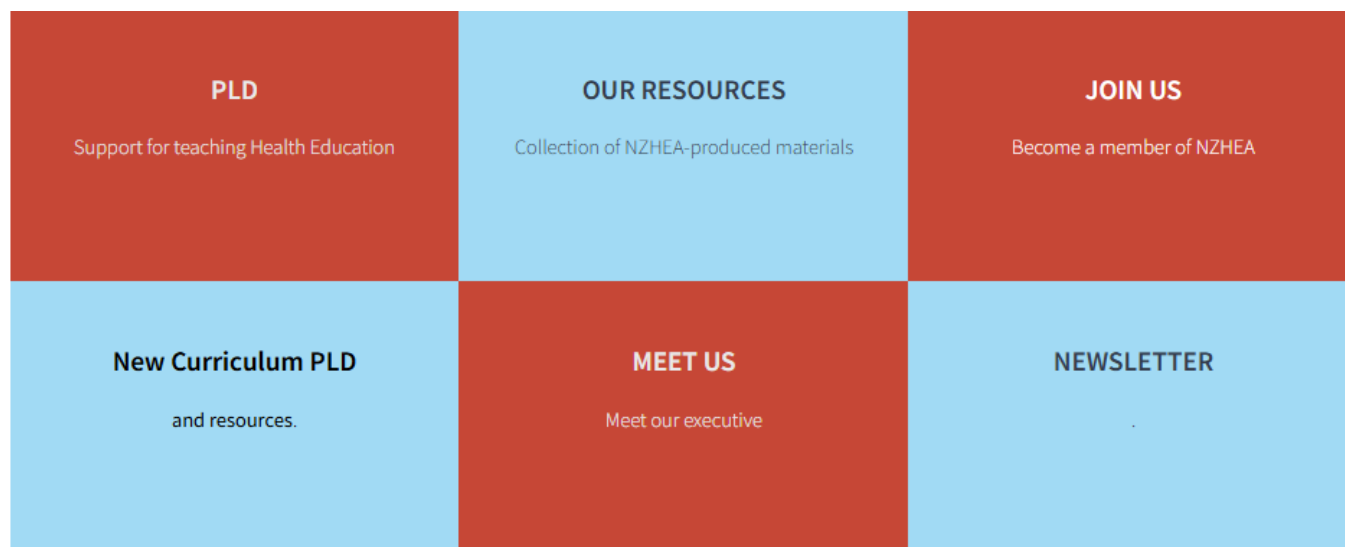 PLD
Support for teaching Health Education
OUR RESOURCES
Collection of NZHEA-produced materials
JOIN US
Become a member of NZHEA
New Curriculum PLD
and resources.
MEET US
Meet our executive
NEWSLETTER
.